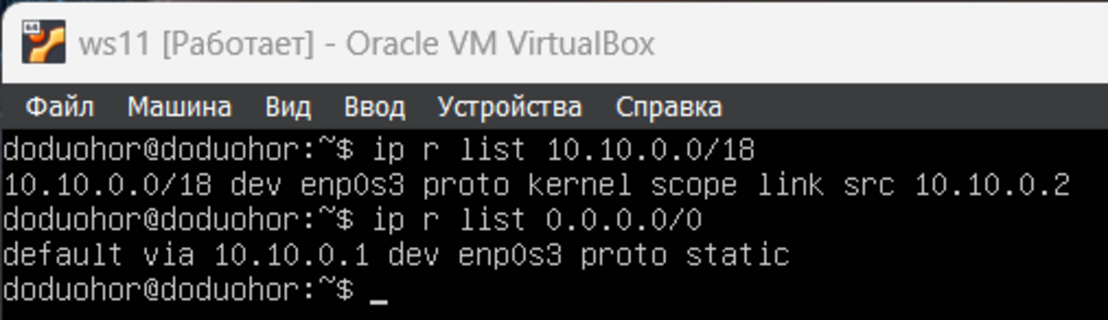 64
ws11 [Работает] - Oracle VM VirtualBox
Файл Машина Вид Ввод Устройства Справка
doduohor@doduohor:~$ ip r list 10.10.0.0/18
10.10.0.0/18 dev enp0s3 proto kernel scope link src 10.10.0.2
doduohor@doduohor:~$ ip r list 0.0.0.0/0
default via 10.10.0.1 dev enp0s3 proto static
doduohor@doduohor:~$ _